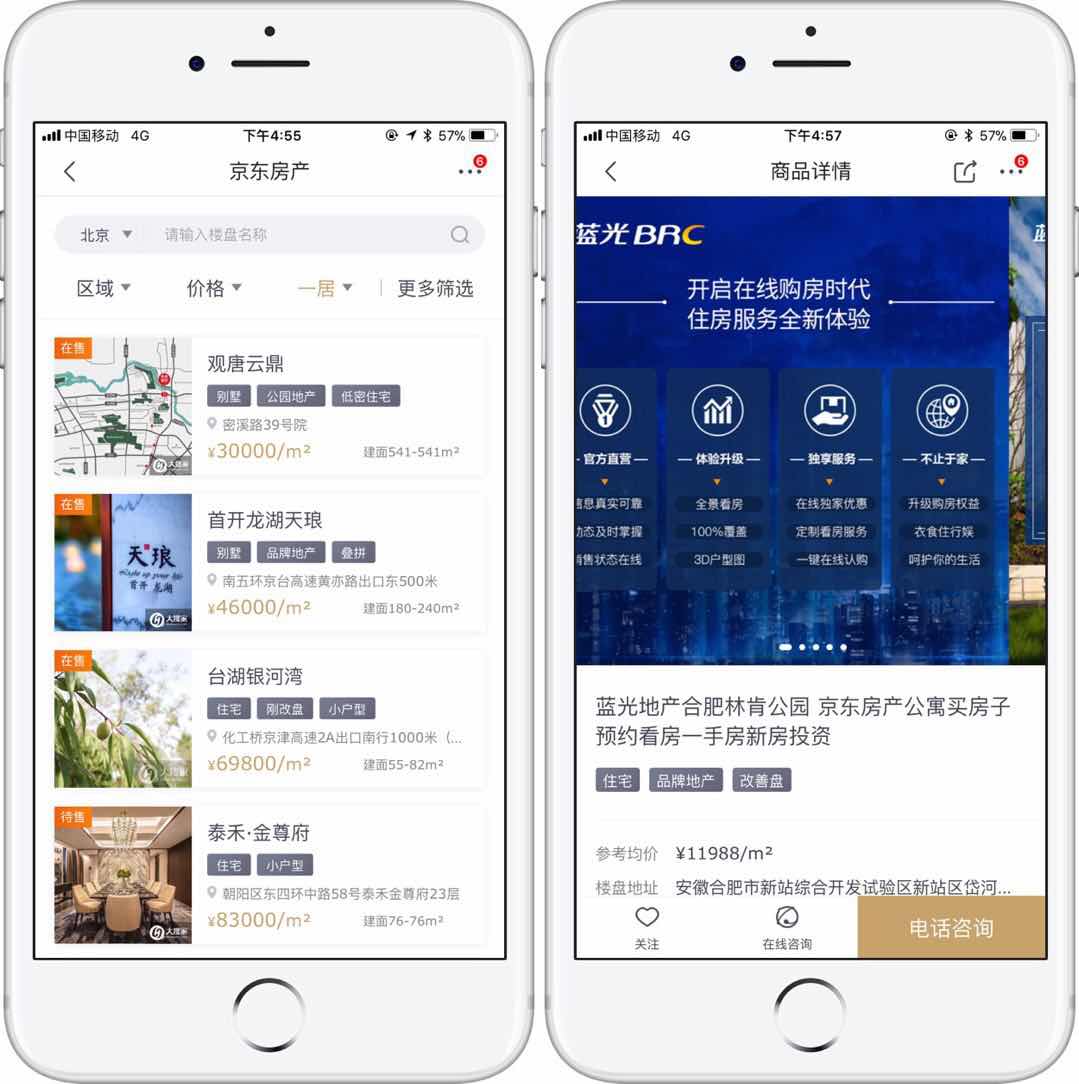 中国移动 4G 下午4:55 57%
京东房产
6
北京 请输入楼盘名称
区域 价格 一居 更多筛选
在售
观唐云鼎
别墅 公园地产 低密住宅
密溪路39号院
¥30000/m² 建面541-541m²
在售
天琅
首开 龙湖
首开龙湖天琅
别墅 品牌地产 叠拼
南五环京台高速黄亦路出口东500米
¥46000/m² 建面180-240m²
在售
台湖银河湾
住宅 刚改盘 小户型
化工桥京津高速2A出口南行1000米（...
¥69800/m² 建面55-82m²
待售
泰禾·金尊府
住宅 小户型
朝阳区东四环中路58号泰禾金尊府23层
¥83000/m² 建面76-76m²
中国移动 4G 下午4:57 57%
商品详情
6
蓝光BRC
开启在线购房时代
住房服务全新体验
官方直营 体验升级 独享服务 不止于家
息真实可靠 全景看房 在线独家优惠 升级购房权益
动态及时掌握 100%覆盖 定制看房服务 衣食住行娱
销售状态在线 3D户型图 一键在线认购 呵护你的生活
蓝光地产合肥林肯公园 京东房产公寓买房子
预约看房一手房新房投资
住宅 品牌地产 改善盘
参考均价 ¥11988/m²
楼盘地址 安徽合肥市新站综合开发试验区新站区岱河...
关注 在线咨询 电话咨询